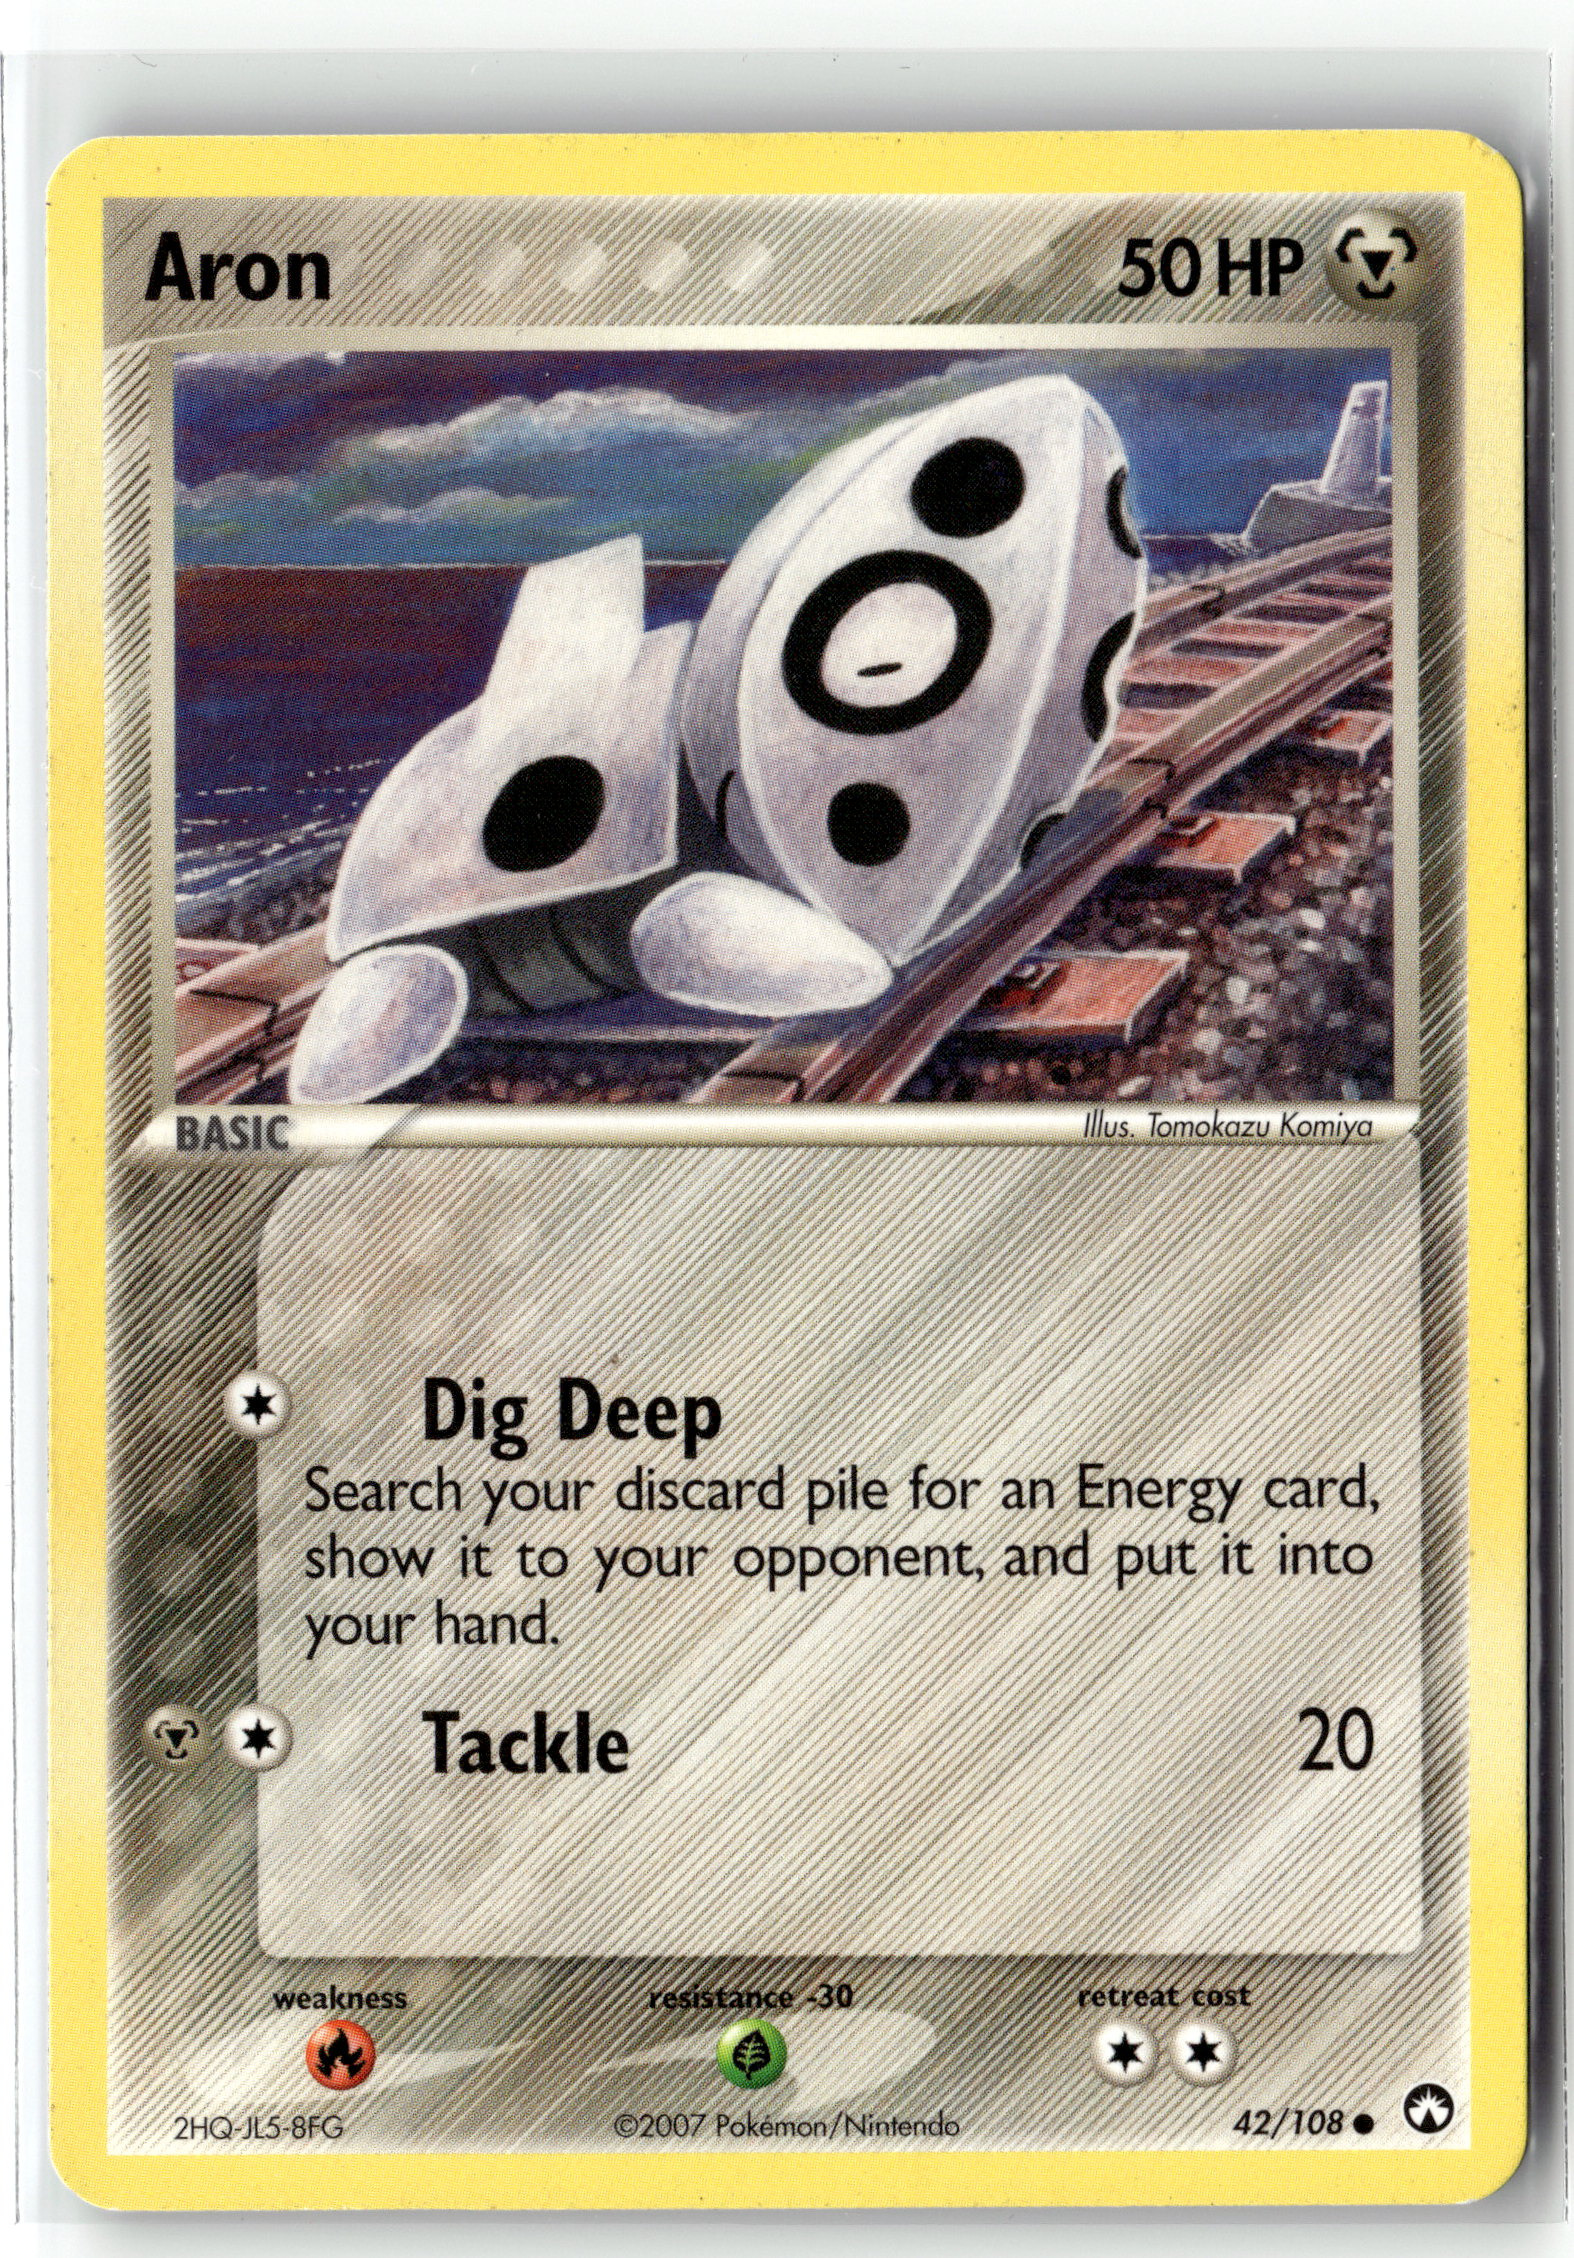 Aron
50 HP
BASIC
Illus. Tomokazu Komiya
Dig Deep
Search your discard pile for an Energy card,
show it to your opponent, and put it into
your hand.
Tackle 20
weakness
resistance -30
retreat cost
2HQ-JL5-8FG
©2007 Pokémon/Nintendo
42/108